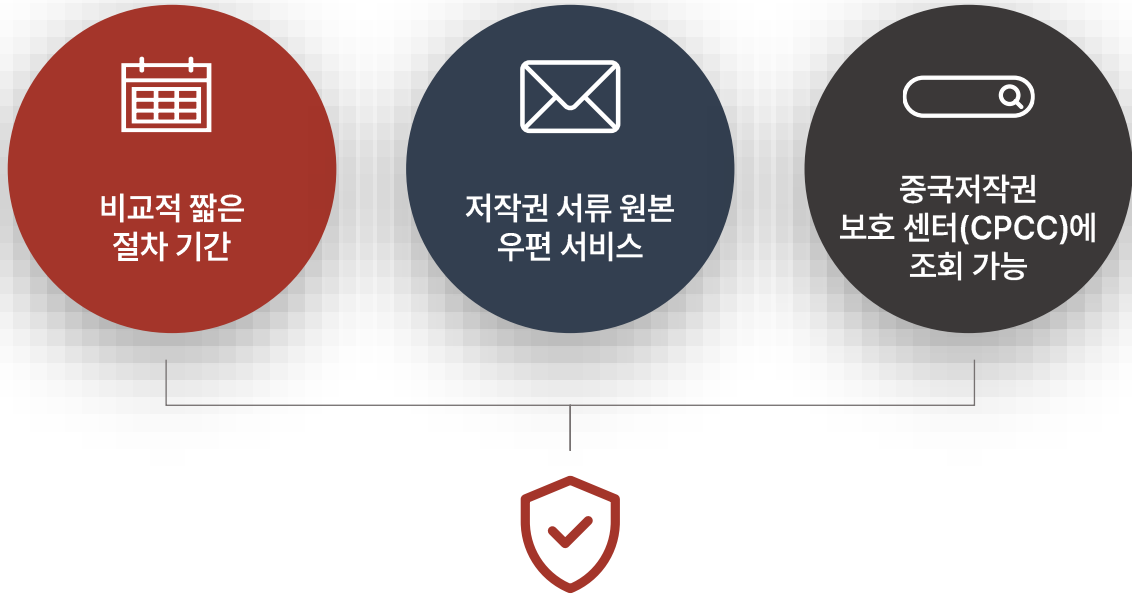 비교적 짧은
절차 기간
저작권 서류 원본
우편 서비스
중국저작권
보호 센터(CPCC)에
조회 가능